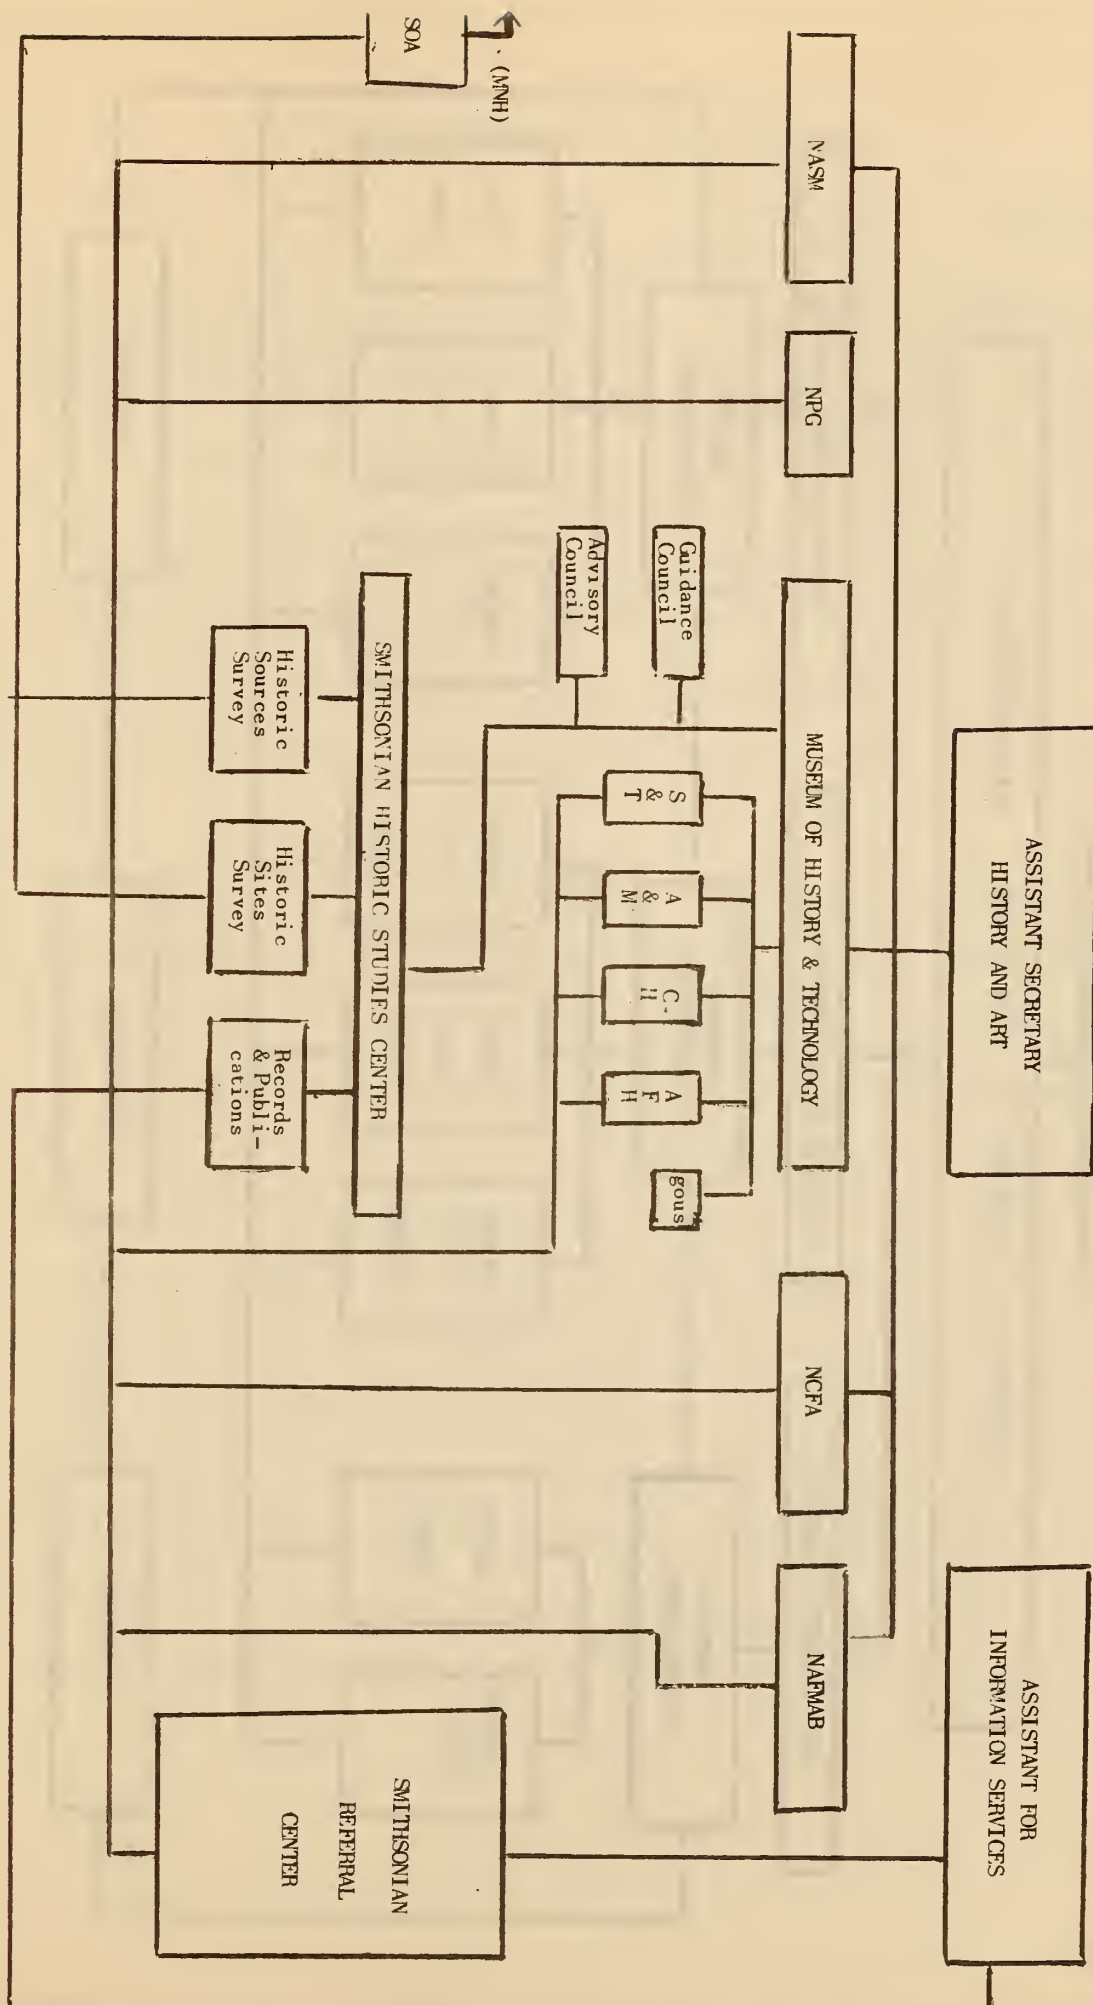 ASSISTANT SECRETARY
HISTORY AND ART
ASSISTANT FOR
INFORMATION SERVICES
NASM
NPG
MUSEUM OF HISTORY & TECHNOLOGY
NCFA
NAFMAB
Guidance
Council
Advisory
Council
S
&
T
A
&
M
C
H
A
F
H
gous
SOA
(MNH)
SMITHSONIAN HISTORIC STUDIES CENTER
Historic
Sources
Survey
Historic
Sites
Survey
Records
& Publi-
cations
SMITHSONIAN
REFERRAL
CENTER